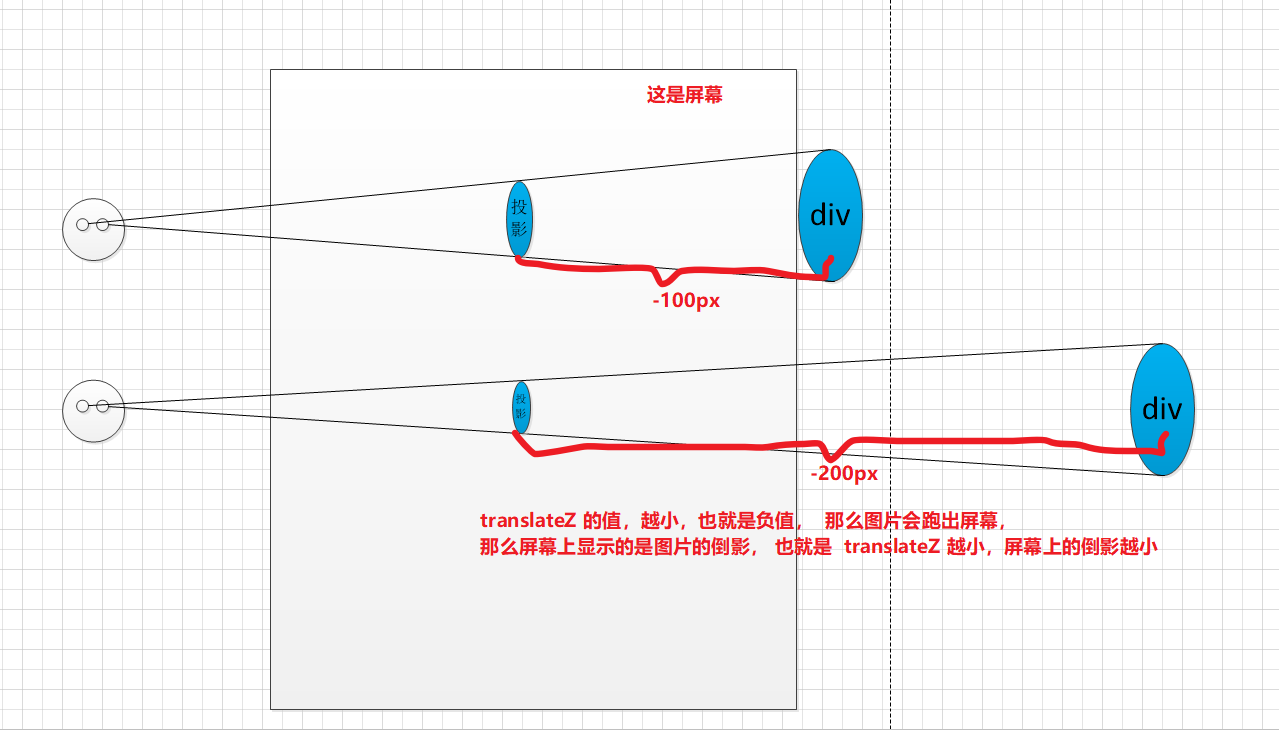 这是屏幕
投
影
div
-100px
投
影
div
-200px
translateZ 的值，越小，也就是负值， 那么图片会跑出屏幕，
那么屏幕上显示的是图片的倒影， 也就是 translateZ 越小，屏幕上的倒影越小